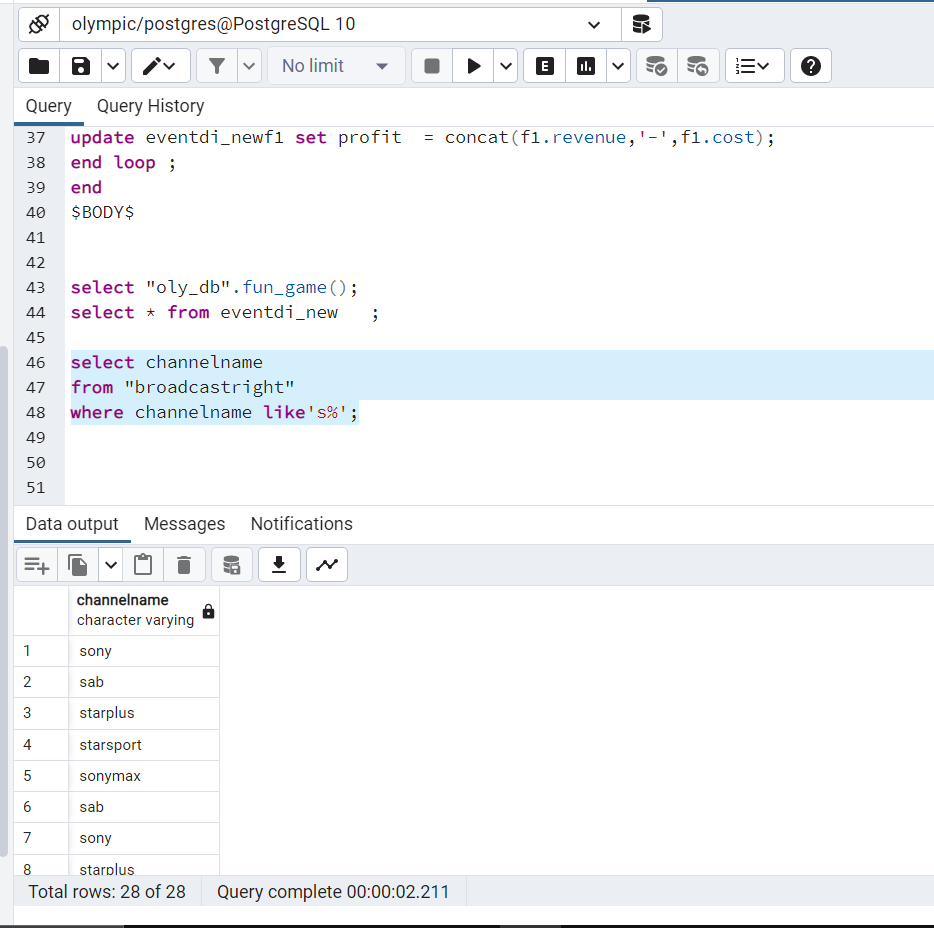 olympic/postgres@PostgreSQL 10
No limit
E
Query Query History
37 update eventdi_newf1 set profit  = concat(f1.revenue,'-',f1.cost);
38 end loop ;
39 end
40 $BODY$
41
42
43 select "oly_db".fun_game();
44 select * from eventdi_new   ;
45
46 select channelname
47 from "broadcastright"
48 where channelname like's%';
49
50
51
Data output Messages Notifications
channelname
character varying
1 sony
2 sab
3 starplus
4 starsport
5 sonymax
6 sab
7 sony
8 starplus
Total rows: 28 of 28 Query complete 00:00:02.211